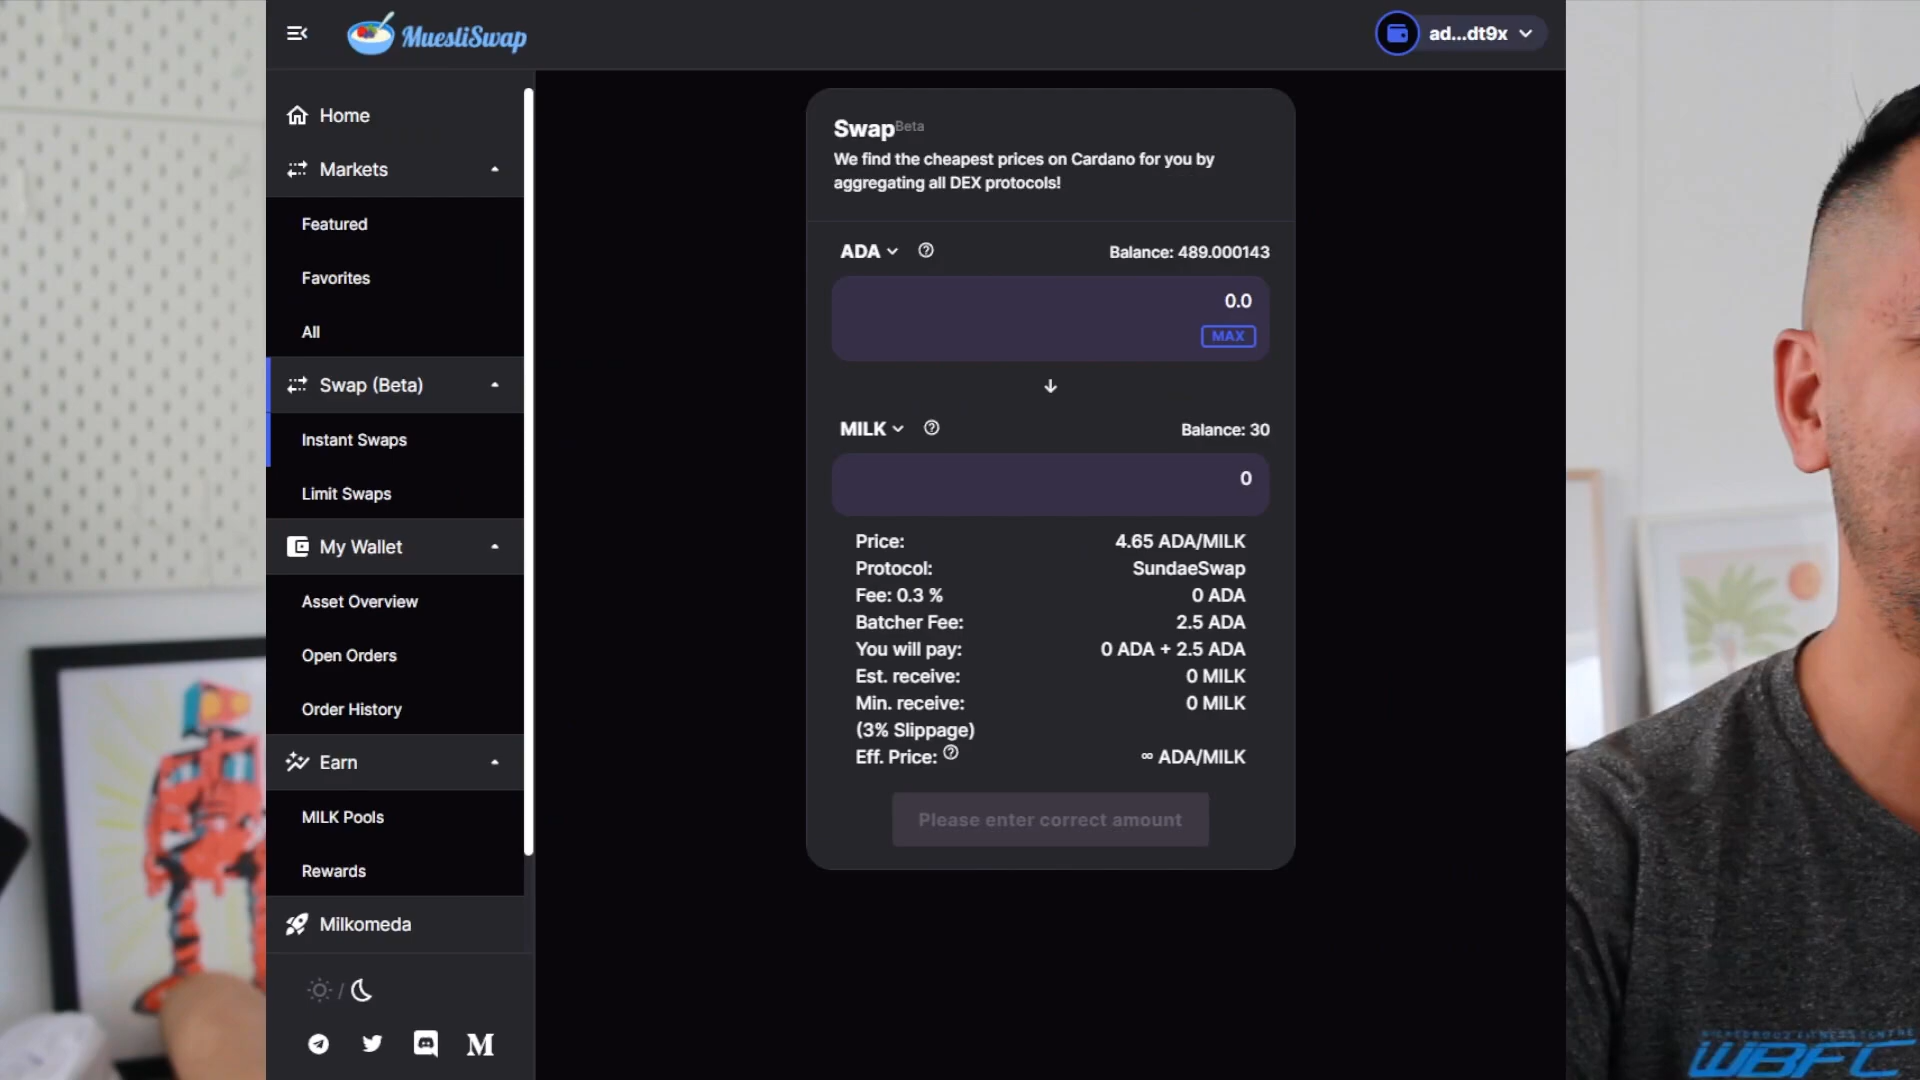 MuesliSwap
ad...dt9x
Home
Markets
Featured
Favorites
All
Swap (Beta)
Instant Swaps
Limit Swaps
My Wallet
Asset Overview
Open Orders
Order History
Earn
MILK Pools
Rewards
Milkomeda
/
M
Swap Beta
We find the cheapest prices on Cardano for you by
aggregating all DEX protocols!
ADA Balance: 489.000143
0.0
MAX
MILK Balance: 30
0
Price: 4.65 ADA/MILK
Protocol: SundaeSwap
Fee: 0.3 % 0 ADA
Batcher Fee: 2.5 ADA
You will pay: 0 ADA + 2.5 ADA
Est. receive: 0 MILK
Min. receive: 0 MILK
(3% Slippage)
Eff. Price: ∞ ADA/MILK
Please enter correct amount
WBFC